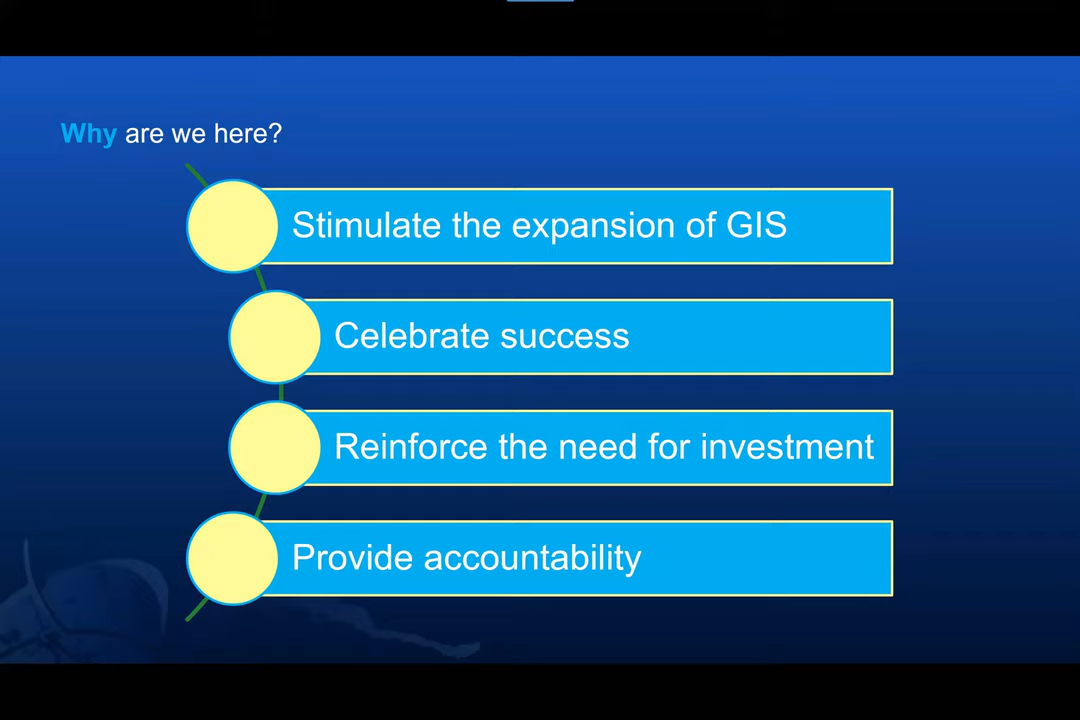 Why are we here?
Stimulate the expansion of GIS
Celebrate success
Reinforce the need for investment
Provide accountability